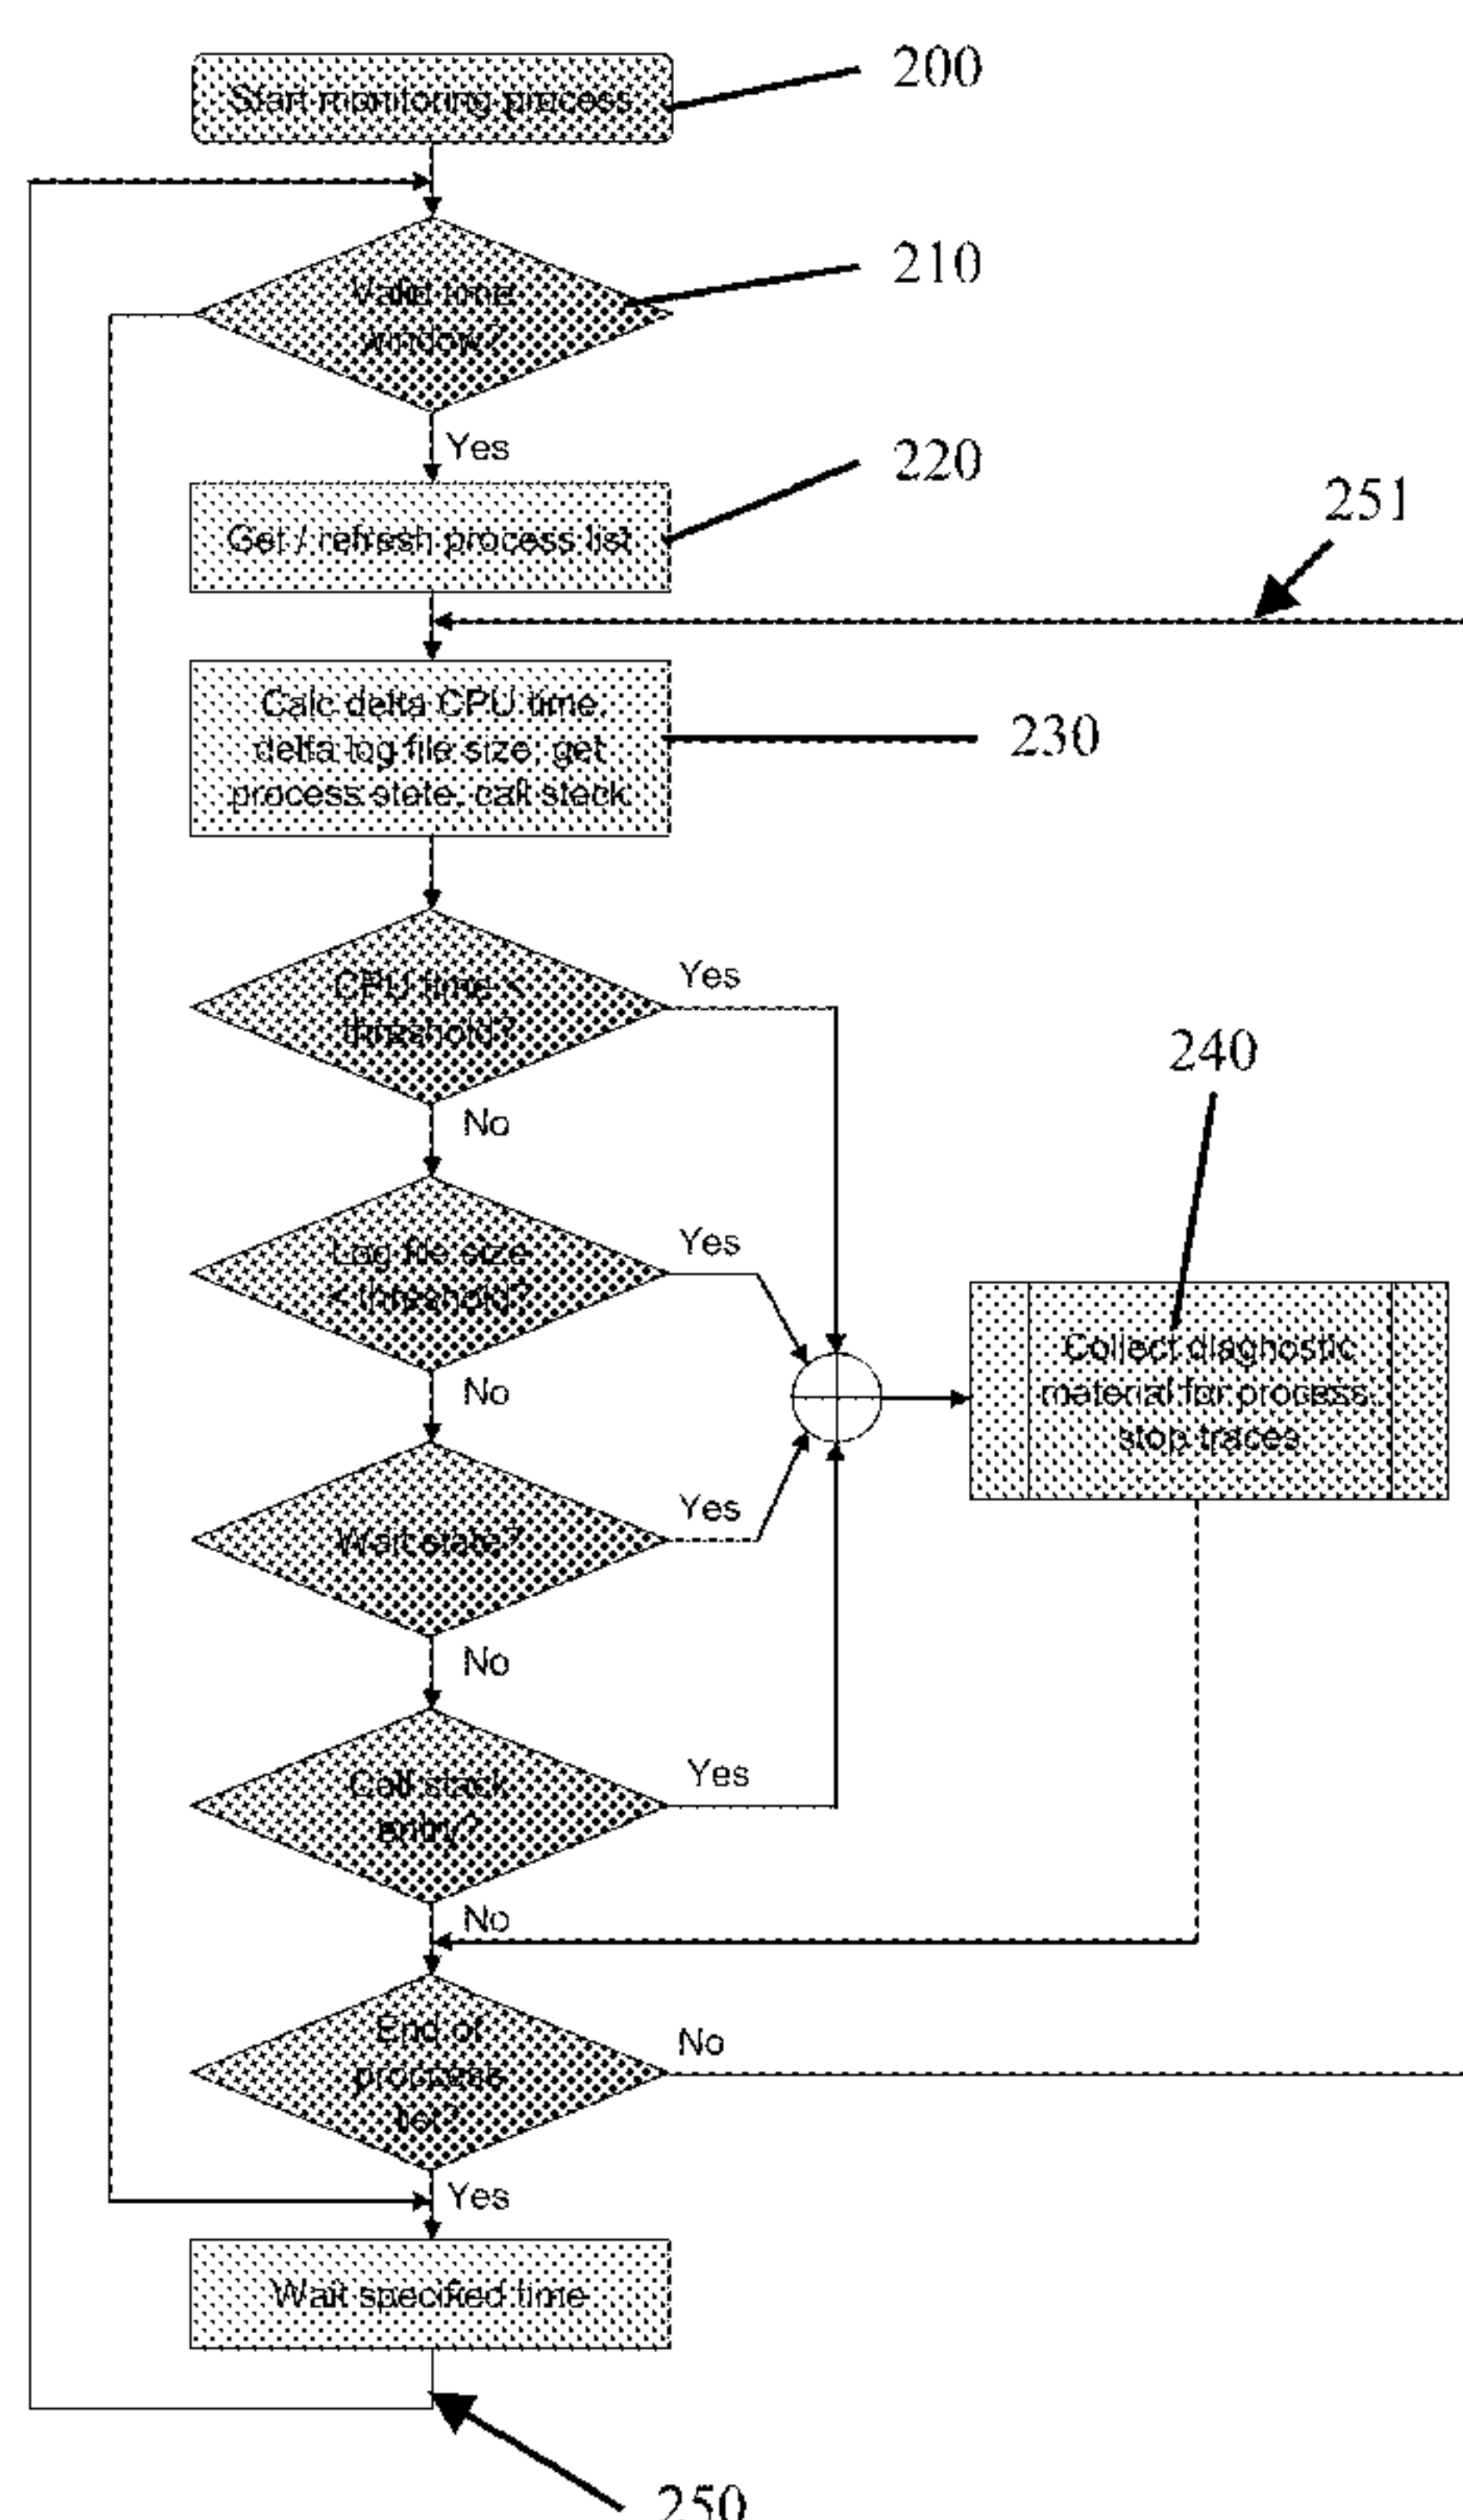 Start monitoring process
200
Valid time
window?
210
Yes
Get / refresh process list
220
251
Calc delta CPU time,
delta log file size, get
process state, call stack
230
CPU time <
threshold?
Yes
No
240
Log file size
< threshold?
Yes
No
Collect diagnostic
material for process,
stop traces
Wait state?
Yes
No
Call stack
entry?
Yes
No
End of
process
list?
No
Yes
Wait specified time
250